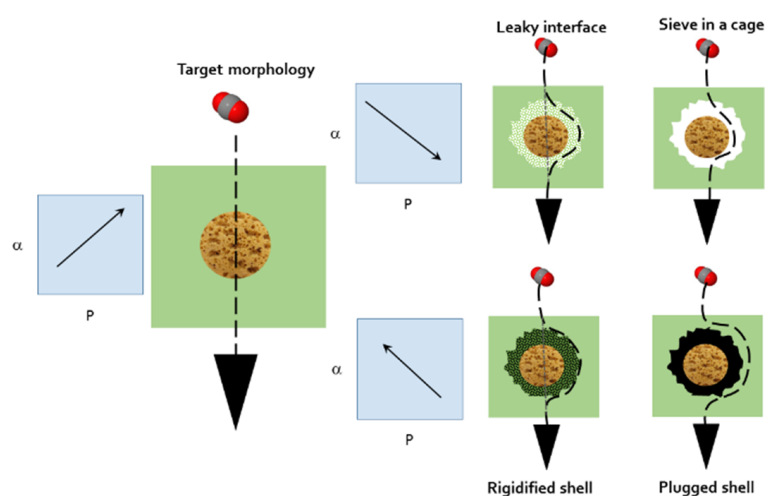 Target morphology
α
P
Leaky interface
Sieve in a cage
α
P
α
P
Rigidified shell
Plugged shell